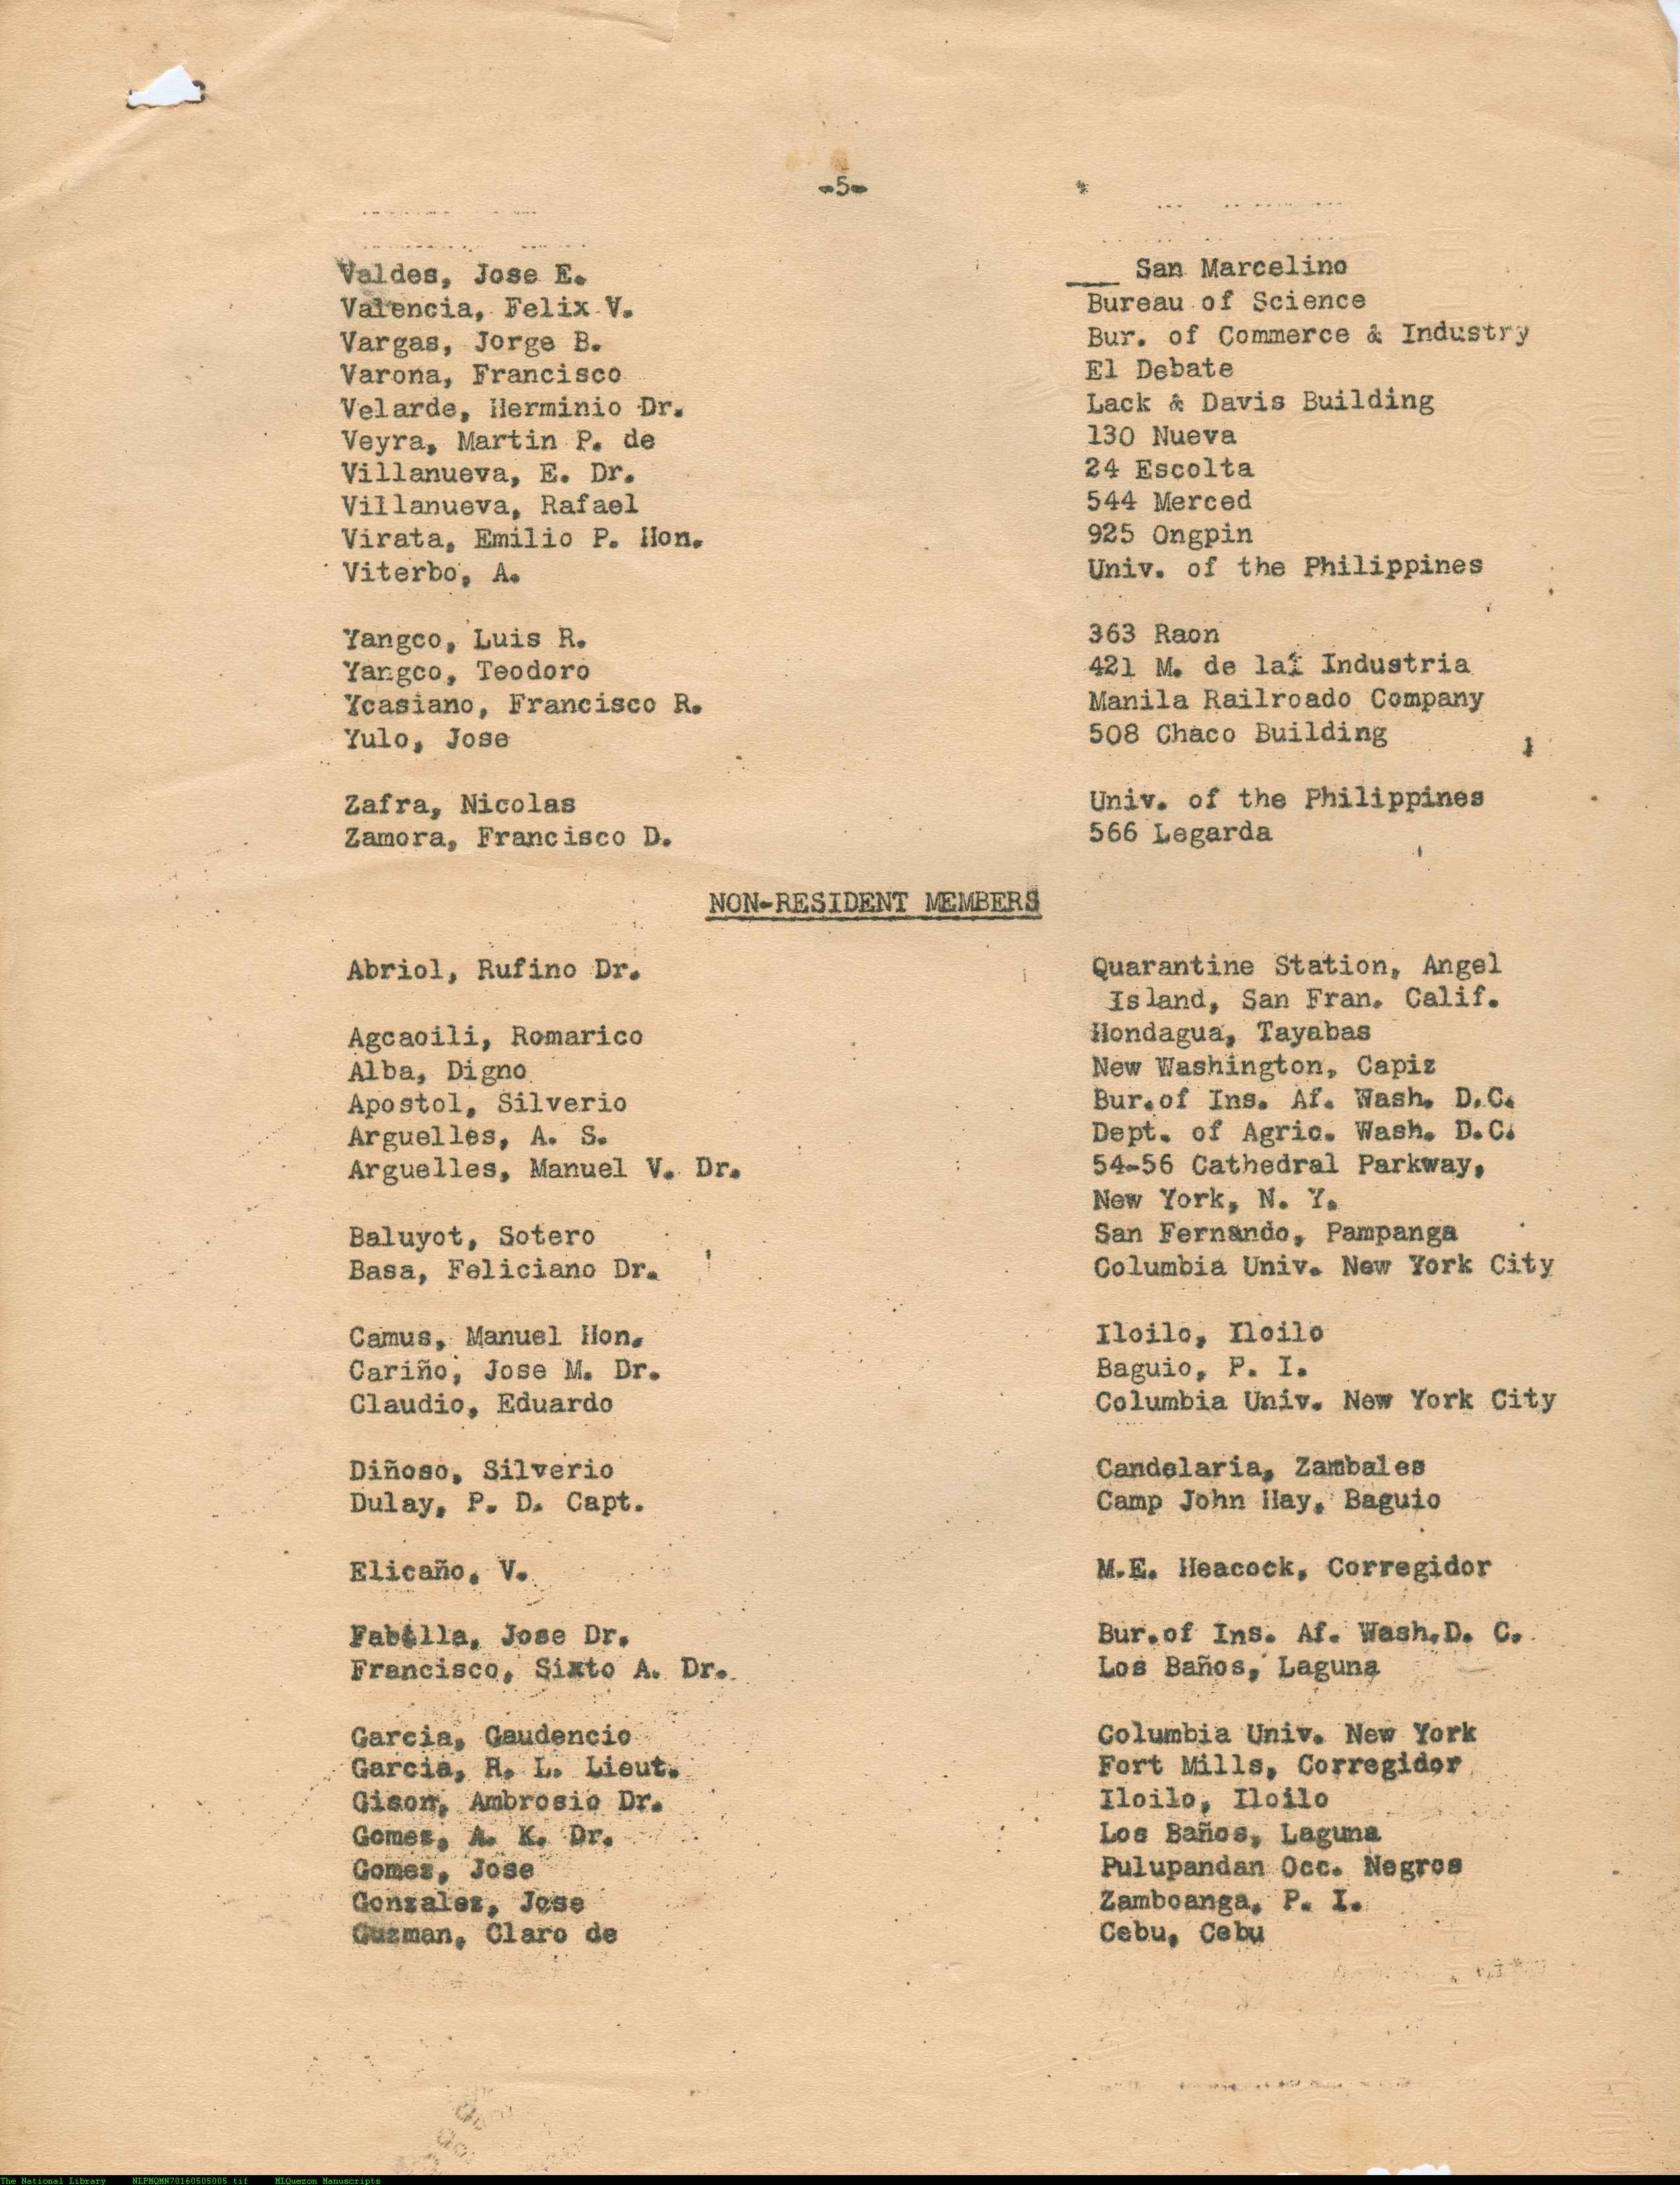 -5-
Valdes, Jose E. ___ San Marcelino
Valencia, Felix V. Bureau of Science
Vargas, Jorge B. Bur. of Commerce & Industry
Varona, Francisco El Debate
Velarde, Herminio Dr. Lack & Davis Building
Veyra, Martin P. de 130 Nueva
Villanueva, E. Dr. 24 Escolta
Villanueva, Rafael 544 Merced
Virata, Emilio P. Hon. 925 Ongpin
Viterbo, A. Univ. of the Philippines
Yangco, Luis R. 363 Raon
Yangco, Teodoro 421 M. de la Industria
Ycasiano, Francisco R. Manila Railroado Company
Yulo, Jose 508 Chaco Building
Zafra, Nicolas Univ. of the Philippines
Zamora, Francisco D. 566 Legarda
NON-RESIDENT MEMBERS
Abriol, Rufino Dr. Quarantine Station, Angel
Island, San Fran. Calif.
Agcaoili, Romarico Hondagua, Tayabas
Alba, Digno New Washington, Capiz
Apostol, Silverio Bur.of Ins. Af. Wash. D.C.
Arguelles, A. S. Dept. of Agric. Wash. D.C.
Arguelles, Manuel V. Dr. 54-56 Cathedral Parkway,
New York, N. Y.
Baluyot, Sotero San Fernando, Pampanga
Basa, Feliciano Dr. Columbia Univ. New York City
Camus, Manuel Hon. Iloilo, Iloilo
Cariño, Jose M. Dr. Baguio, P. I.
Claudio, Eduardo Columbia Univ. New York City
Diñoso, Silverio Candelaria, Zambales
Dulay, P. D. Capt. Camp John Hay, Baguio
Elicaño, V. M.E. Heacock, Corregidor
Fabella, Jose Dr. Bur.of Ins. Af. Wash.D. C.
Francisco, Sixto A. Dr. Los Baños, Laguna
Garcia, Gaudencio Columbia Univ. New York
Garcia, R. L. Lieut. Fort Mills, Corregidor
Gison, Ambrosio Dr. Iloilo, Iloilo
Gomez, A. K. Dr. Los Baños, Laguna
Gomez, Jose Pulupandan Occ. Negros
Gonzalez, Jose Zamboanga, P. I.
Guzman, Claro de Cebu, Cebu
The National Library NLPMQMN70160505005.tif MLQuezon Manuscripts